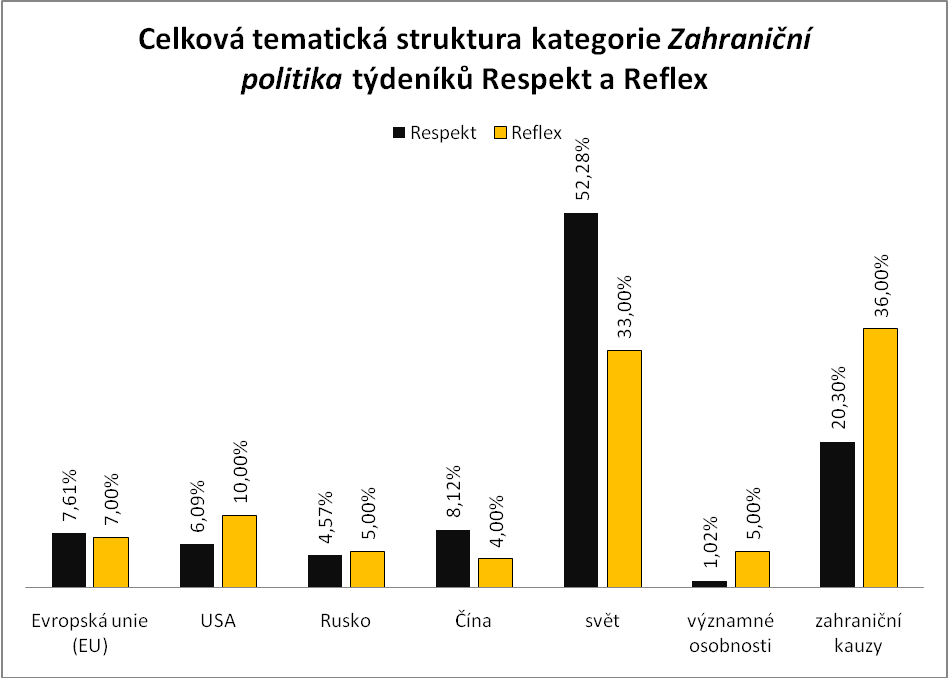 Celková tematická struktura kategorie Zahraniční
politika týdeníků Respekt a Reflex
Respekt Reflex
7,61% 7,00% 6,09% 10,00% 4,57% 5,00% 8,12% 4,00% 52,28% 33,00% 1,02% 5,00% 20,30% 36,00%
Evropská unie USA Rusko Čína svět významné zahraniční
(EU) osobnosti kauzy